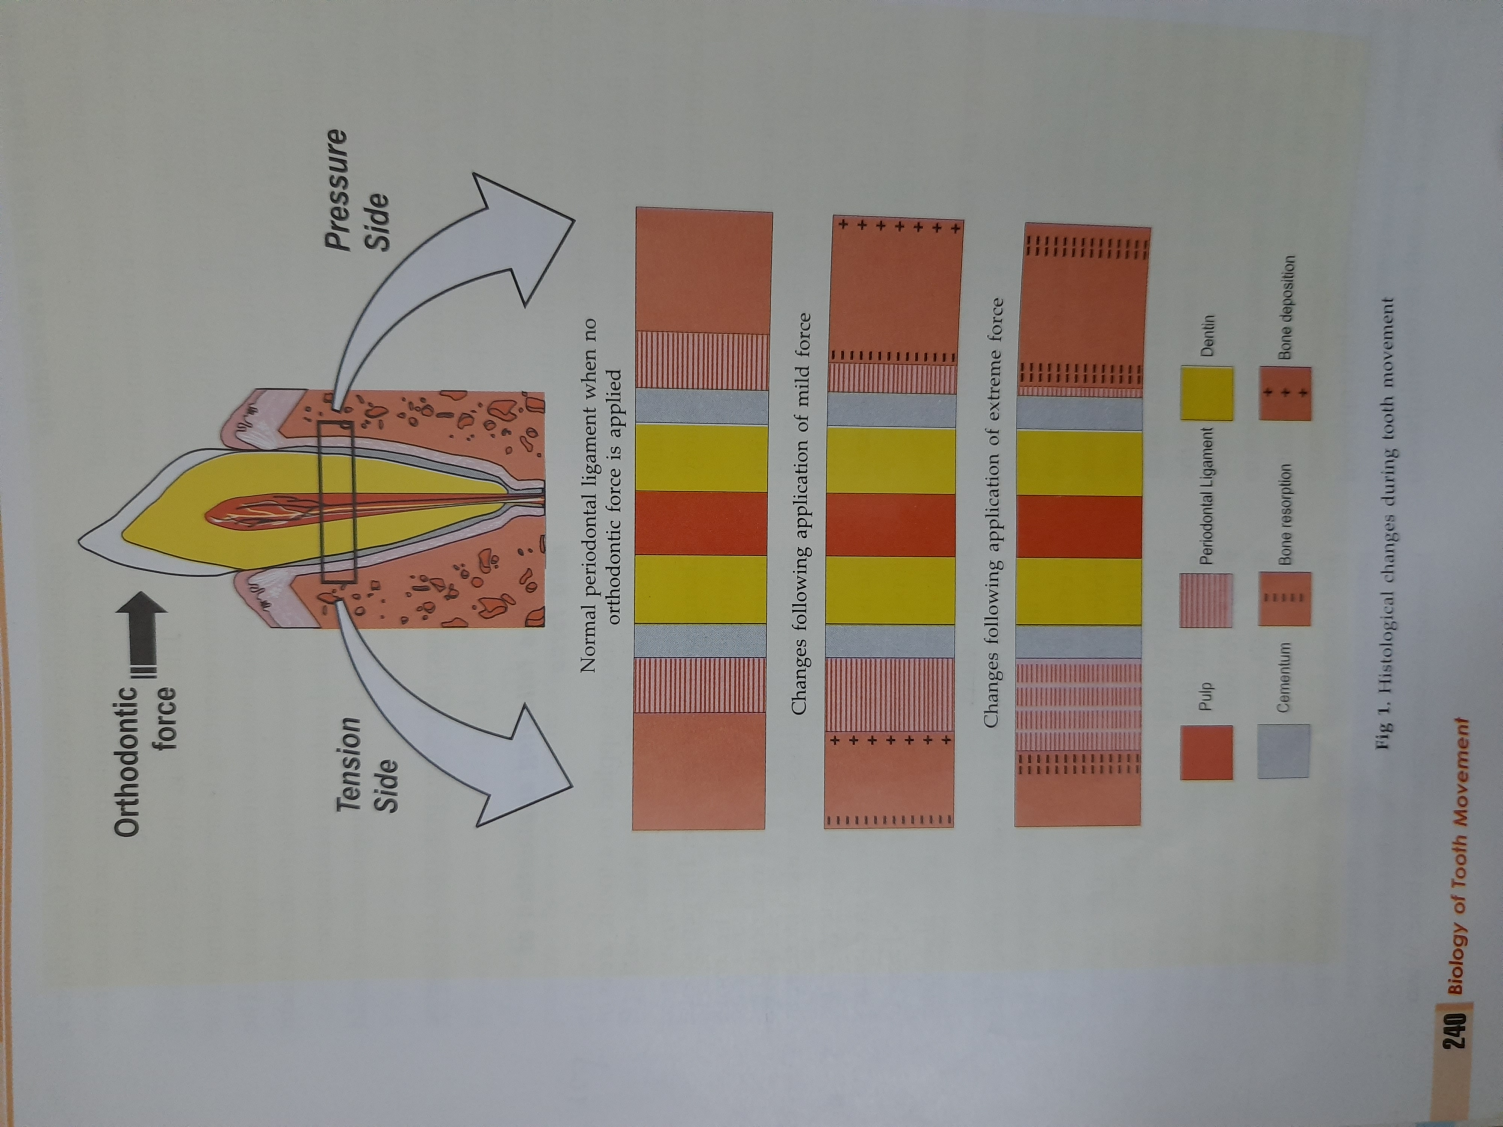 Orthodontic
force
Tension
Side
Pressure
Side
Normal periodontal ligament when no
orthodontic force is applied
Changes following application of mild force
Changes following application of extreme force
Pulp
Periodontal Ligament
Dentin
Cementum
Bone resorption
Bone deposition
Fig 1. Histological changes during tooth movement
240 Biology of Tooth Movement